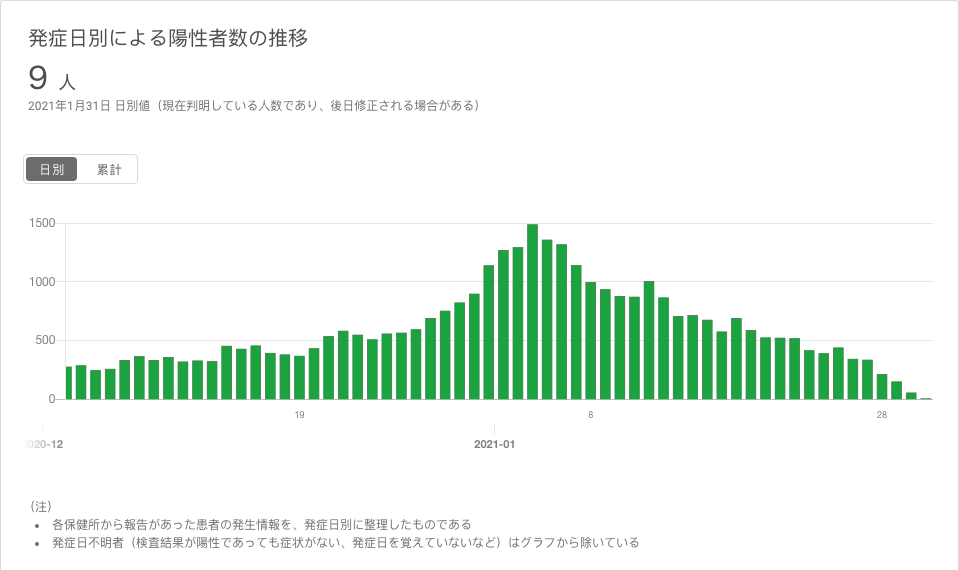 発症日別による陽性者数の推移
9 人
2021年1月31日 日別値（現在判明している人数であり、後日修正される場合がある）
日別 累計
1500
1000
500
0
19 8 28
2020-12 2021-01
（注）
• 各保健所から報告があった患者の発生情報を、発症日別に整理したものである
• 発症日不明者（検査結果が陽性であっても症状がない、発症日を覚えていないなど）はグラフから除いている